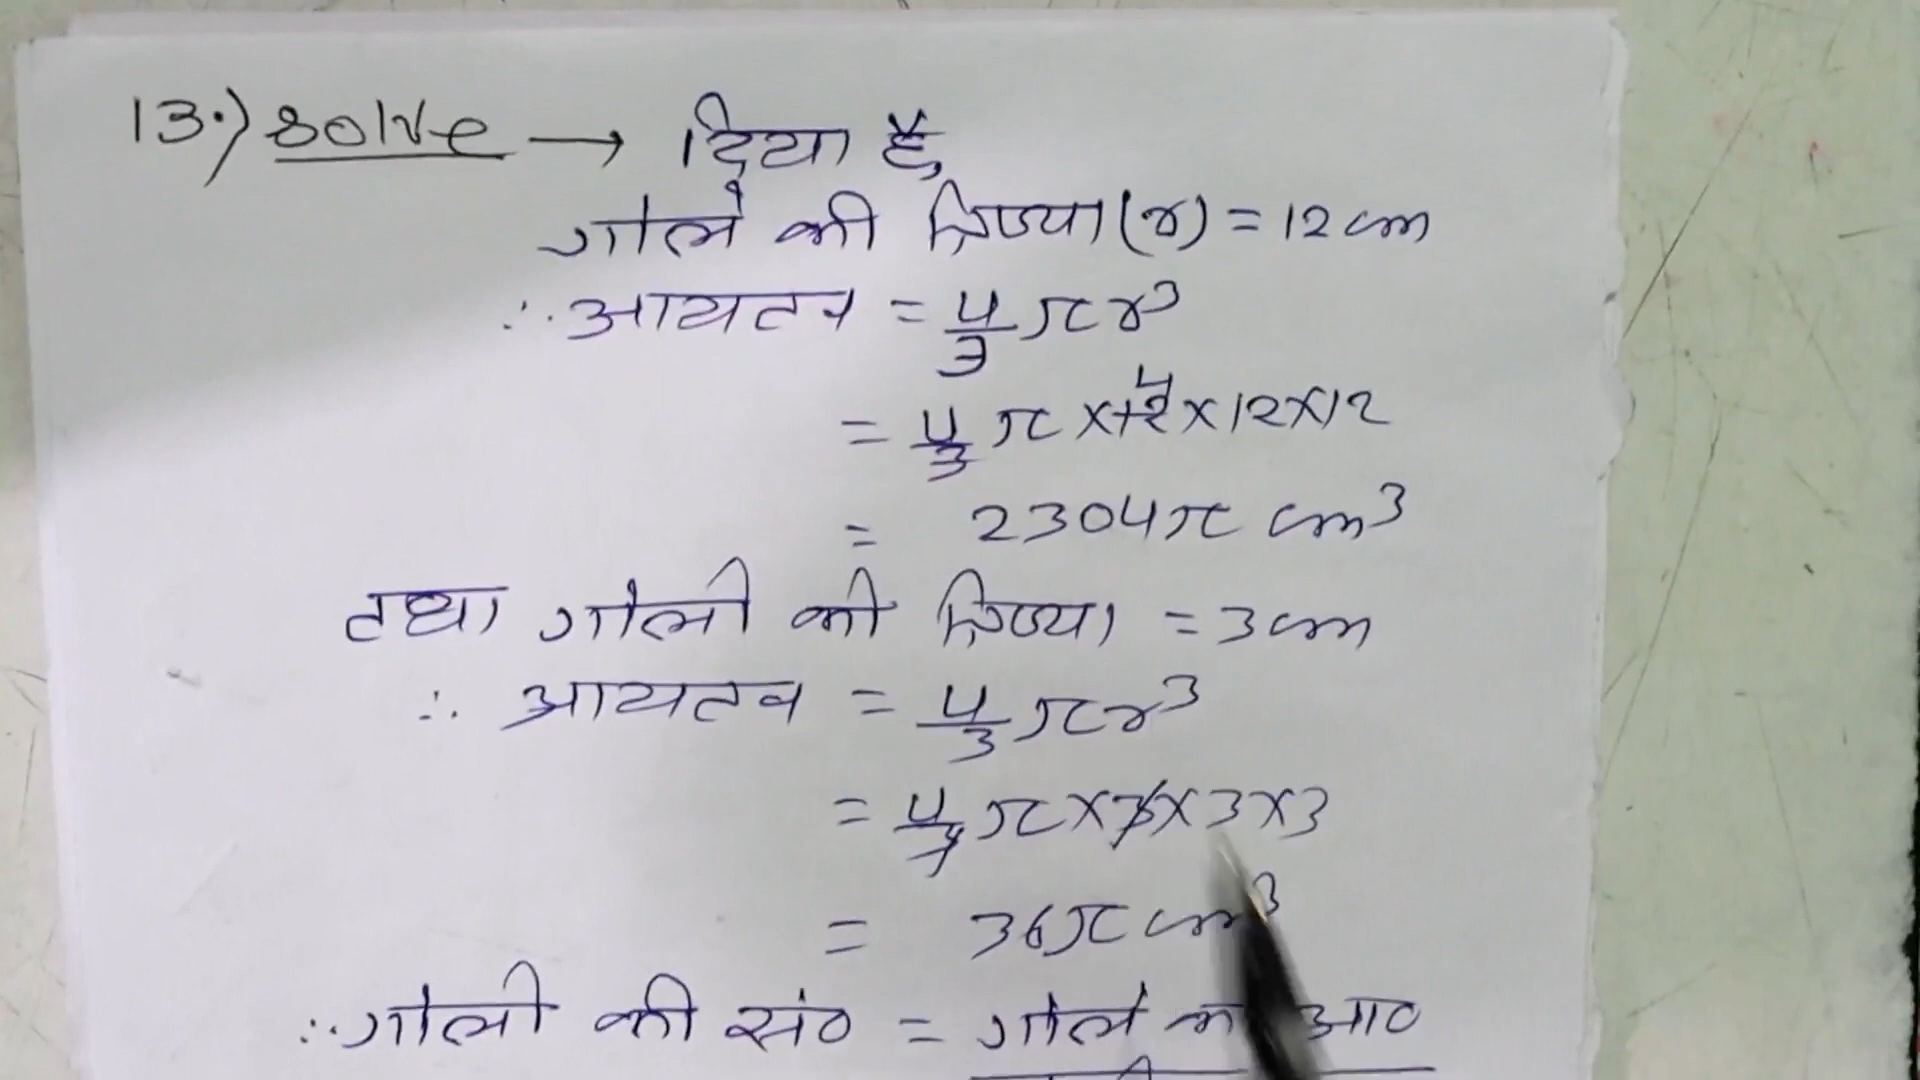 13.) Solve → दिया है,
गोले की त्रिज्या (r) = 12 cm
∴ आयतन = 4/3 πr³
= 4/3 π × 12 4 × 12 × 12
= 2304π cm³
तथा गोली की त्रिज्या = 3 cm
∴ आयतन = 4/3 πr³
= 4/3 π × 3 × 3 × 3
= 36π cm³
∴ गोली की सं० = गोले का आ०